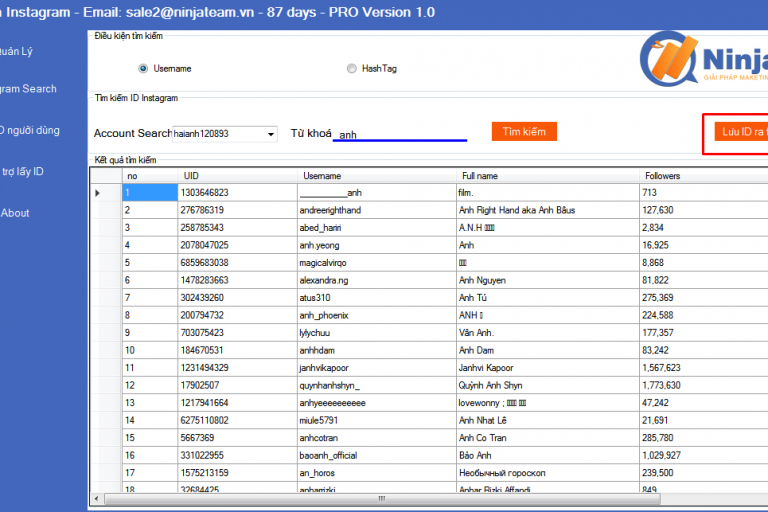 Instagram - Email: sale2@ninjateam.vn - 87 days - PRO Version 1.0
Quản Lý
gram Search
D người dùng
trợ lấy ID
About
Điều kiện tìm kiếm
Username
HashTag
Ninja
GIẢI PHÁP MAKETING
Tìm kiếm ID Instagram
Account Search haianh120893 Từ khoá anh Tìm kiếm Lưu ID ra
Kết quả tìm kiếm
no UID Username Full name Followers
1 1303646823 __________anh film. 713
2 276786319 andreerighthand Anh Right Hand aka Anh Bâus 127,630
3 258785343 abed_hariri A.N.H 2,834
4 2078047025 anh.yeong Anh 16,925
5 6859683038 magicalvirqo 8,868
6 1478283663 alexandra.ng Anh Nguyen 81,822
7 302439260 atus310 Anh Tú 275,369
8 200794732 anh_phoenix ANH 224,588
9 703075423 lylychuu Vân Anh. 177,357
10 184670531 anhhdam Anh Dam 83,242
11 1231494329 janhvikapoor Janhvi Kapoor 1,567,623
12 17902507 quynhanhshyn_ Quỳnh Anh Shyn 1,773,630
13 1217941664 anhyeeeeeeeeee lovewonny ; 47,242
14 6275110802 miule5791 Anh Nhat Lê 21,691
15 5667369 anhcotran Anh Co Tran 285,780
16 331022955 baoanh_official Bảo Anh 1,029,927
17 1575213159 an_horos Необычный гороскоп 239,500
18 32684425 anharrizki Anhar Rizki Affandi 849